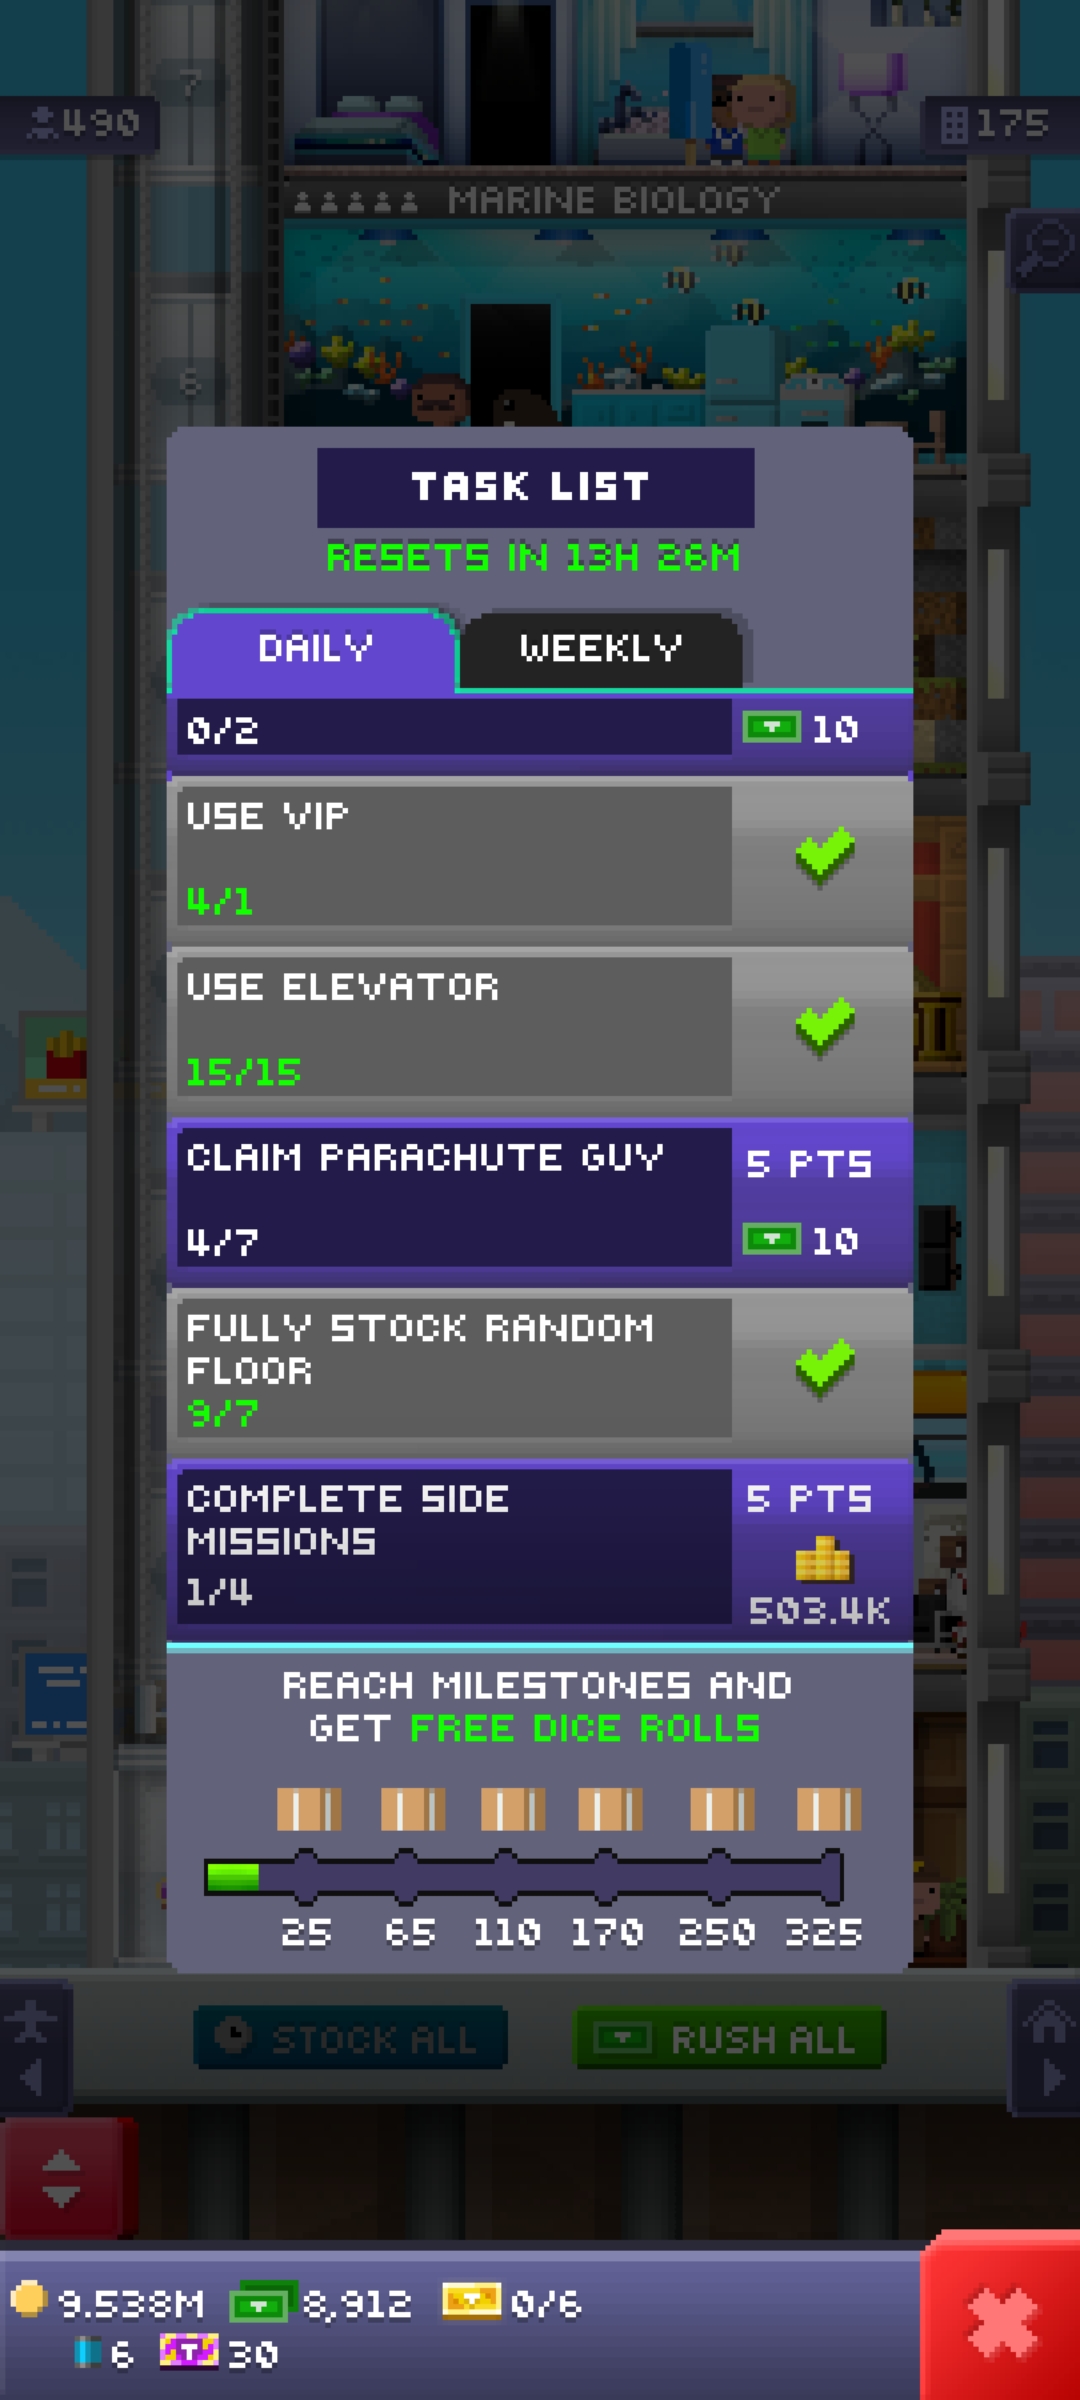 7
490
175
MARINE BIOLOGY
6
TASK LIST
RESETS IN 13H 26M
DAILY
WEEKLY
0/2
10
USE VIP
4/1
USE ELEVATOR
15/15
CLAIM PARACHUTE GUY
5 PTS
4/7
10
FULLY STOCK RANDOM
FLOOR
9/7
COMPLETE SIDE
MISSIONS
5 PTS
1/4
503.4K
REACH MILESTONES AND
GET FREE DICE ROLLS
25 65 110 170 250 325
STOCK ALL
RUSH ALL
9.538M 8,912 0/6
6 30